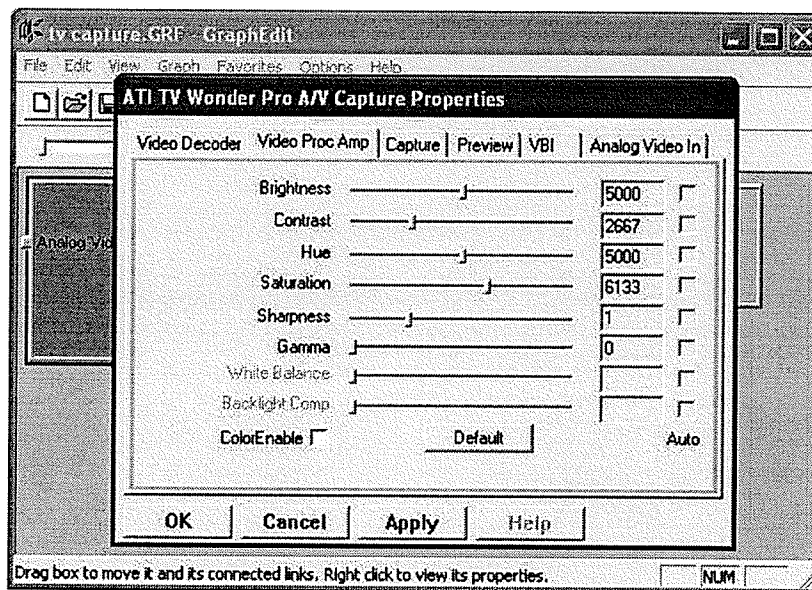 tv capture.GRF - GraphEdit
File Edit View Graph Favorites Options Help
ATI TV Wonder Pro A/V Capture Properties
Video Decoder Video Proc Amp Capture Preview VBI Analog Video In
Analog Vid
Brightness 5000
Contrast 2667
Hue 5000
Saturation 6133
Sharpness 1
Gamma 0
White Balance
Backlight Comp
ColorEnable Default Auto
OK Cancel Apply Help
Drag box to move it and its connected links. Right click to view its properties. NUM